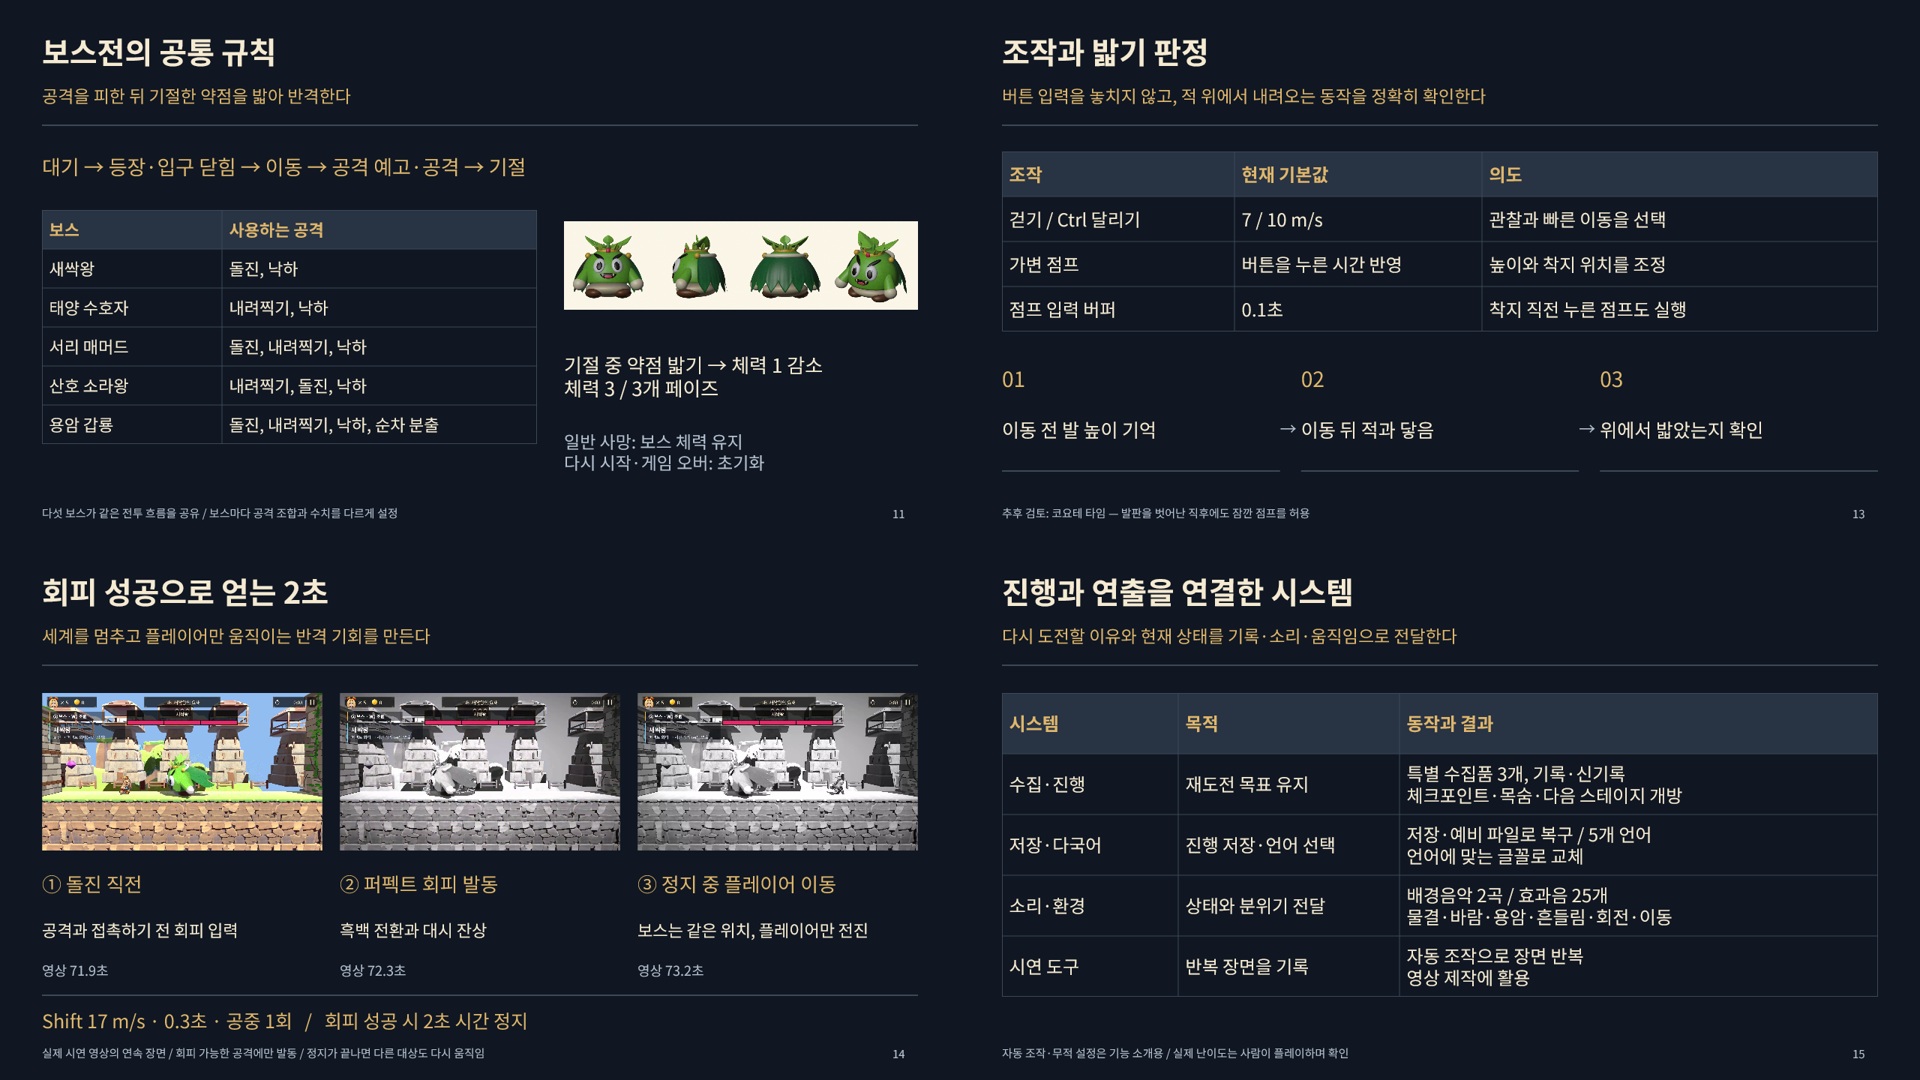 보스전의 공통 규칙
공격을 피한 뒤 기절한 약점을 밟아 반격한다
대기 → 등장·입구 닫힘 → 이동 → 공격 예고·공격 → 기절
보스 사용하는 공격
새싹왕 돌진, 낙하
태양 수호자 내려찍기, 낙하
서리 매머드 돌진, 내려찍기, 낙하
산호 소라왕 내려찍기, 돌진, 낙하
용암 갑룡 돌진, 내려찍기, 낙하, 순차 분출
기절 중 약점 밟기 → 체력 1 감소
체력 3 / 3개 페이즈
일반 사망: 보스 체력 유지
다시 시작·게임 오버: 초기화
다섯 보스가 같은 전투 흐름을 공유 / 보스마다 공격 조합과 수치를 다르게 설정
11
조작과 밟기 판정
버튼 입력을 놓치지 않고, 적 위에서 내려오는 동작을 정확히 확인한다
조작 현재 기본값 의도
걷기 / Ctrl 달리기 7 / 10 m/s 관찰과 빠른 이동을 선택
가변 점프 버튼을 누른 시간 반영 높이와 착지 위치를 조정
점프 입력 버퍼 0.1초 착지 직전 누른 점프도 실행
01 02 03
이동 전 발 높이 기억 → 이동 뒤 적과 닿음 → 위에서 밟았는지 확인
추후 검토: 코요테 타임 — 발판을 벗어난 직후에도 잠깐 점프를 허용
13
회피 성공으로 얻는 2초
세계를 멈추고 플레이어만 움직이는 반격 기회를 만든다
① 돌진 직전
공격과 접촉하기 전 회피 입력
영상 71.9초
② 퍼펙트 회피 발동
흑백 전환과 대시 잔상
영상 72.3초
③ 정지 중 플레이어 이동
보스는 같은 위치, 플레이어만 전진
영상 73.2초
Shift 17 m/s · 0.3초 · 공중 1회 / 회피 성공 시 2초 시간 정지
실제 시연 영상의 연속 장면 / 회피 가능한 공격에만 발동 / 정지가 끝나면 다른 대상도 다시 움직임
14
진행과 연출을 연결한 시스템
다시 도전할 이유와 현재 상태를 기록·소리·움직임으로 전달한다
시스템 목적 동작과 결과
수집·진행 재도전 목표 유지 특별 수집품 3개, 기록·신기록
체크포인트·목숨·다음 스테이지 개방
저장·다국어 진행 저장·언어 선택 저장·예비 파일로 복구 / 5개 언어
언어에 맞는 글꼴로 교체
소리·환경 상태와 분위기 전달 배경음악 2곡 / 효과음 25개
물결·바람·용암·흔들림·회전·이동
시연 도구 반복 장면을 기록 자동 조작으로 장면 반복
영상 제작에 활용
자동 조작·무적 설정은 기능 소개용 / 실제 난이도는 사람이 플레이하며 확인
15